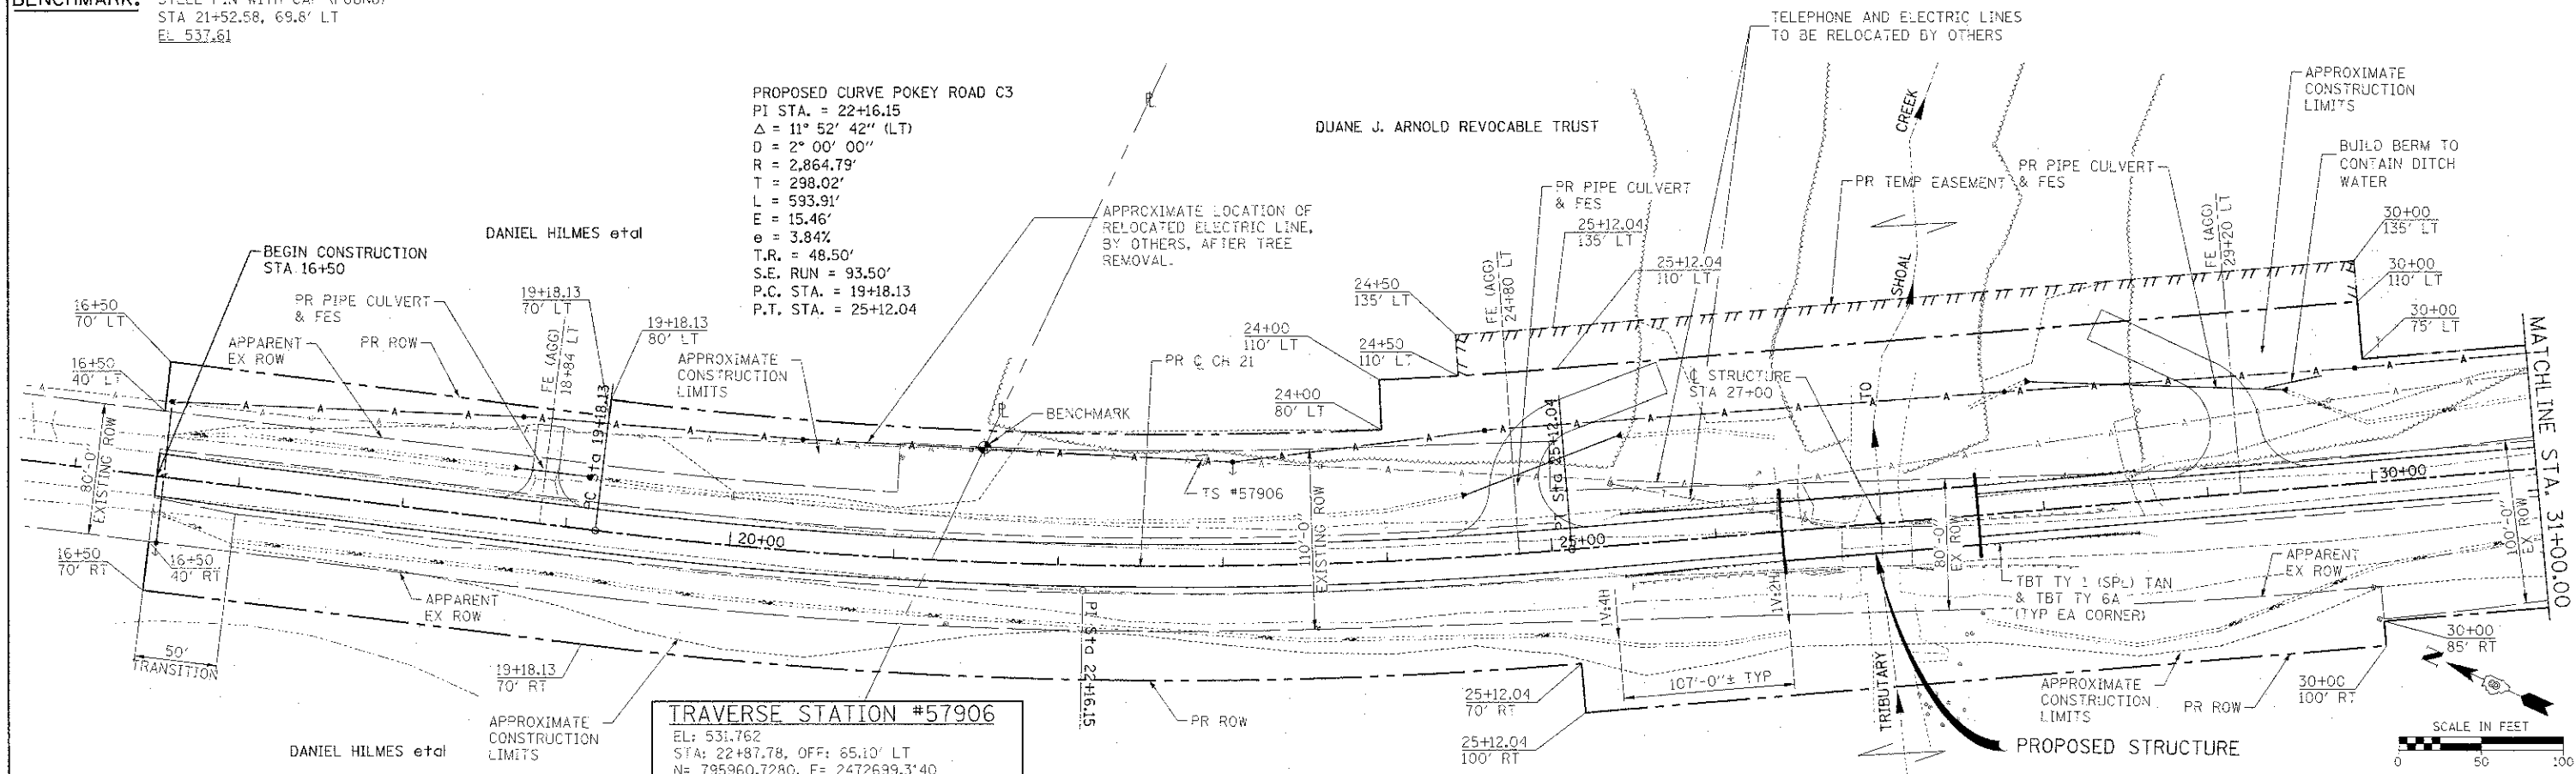 BENCHMARK: STEEL PIN WITH CAP (FOUND)
STA 21+52.58, 69.8' LT
EL 537.61
TELEPHONE AND ELECTRIC LINES
TO BE RELOCATED BY OTHERS
PROPOSED CURVE POKEY ROAD C3
PI STA. = 22+16.15
Δ = 11° 52' 42" (LT)
D = 2° 00' 00"
R = 2,864.79'
T = 298.02'
L = 593.91'
E = 15.46'
e = 3.84%
T.R. = 48.50'
S.E. RUN = 93.50'
P.C. STA. = 19+18.13
P.T. STA. = 25+12.04
DUANE J. ARNOLD REVOCABLE TRUST
DANIEL HILMES etal
BEGIN CONSTRUCTION
STA. 16+50
16+50
70' LT
PR PIPE CULVERT
& FES
APPARENT
EX ROW
PR ROW
16+50
40' LT
19+18.13
70' LT
FE (AGG)
18+84 LT
PC Sta 19+18.13
19+18.13
80' LT
APPROXIMATE
CONSTRUCTION
LIMITS
APPROXIMATE LOCATION OF
RELOCATED ELECTRIC LINE,
BY OTHERS, AFTER TREE
REMOVAL.
PR ℄ CH 21
BENCHMARK
TS #57906
24+00
110' LT
24+00
80' LT
24+50
135' LT
24+50
110' LT
FE (AGG)
24+80 LT
PR PIPE CULVERT
& FES
25+12.04
135' LT
25+12.04
110' LT
PT Sta 25+12.04
℄ STRUCTURE
STA 27+00
PR TEMP EASEMENT
TRIBUTARY
TO
SHOAL
CREEK
PR PIPE CULVERT
& FES
FE (AGG)
29+20 LT
APPROXIMATE
CONSTRUCTION
LIMITS
BUILD BERM TO
CONTAIN DITCH
WATER
30+00
135' LT
30+00
110' LT
30+00
75' LT
MATCHLINE STA. 31+00.00
80'-0"
EXISTING ROW
20+00
110'-0"
EXISTING ROW
25+00
80'-0"
EX ROW
30+00
100'-0"
EX ROW
16+50
70' RT
16+50
40' RT
50'
TRANSITION
APPARENT
EX ROW
19+18.13
70' RT
APPROXIMATE
CONSTRUCTION
LIMITS
DANIEL HILMES etal
PI Sta 22+16.15
PR ROW
25+12.04
70' RT
25+12.04
100' RT
1V:4H
1V:2H
107'-0"± TYP
TBT TY 1 (SPL) TAN
& TBT TY 6A
(TYP EA CORNER)
APPARENT
EX ROW
30+00
85' RT
30+00
100' RT
APPROXIMATE
CONSTRUCTION
LIMITS
PR ROW
PROPOSED STRUCTURE
TRAVERSE STATION #57906
EL: 531.762
STA: 22+87.78, OFF: 65.10' LT
N= 795960.7280, E= 2472699.3140
N
SCALE IN FEET
0 50 100